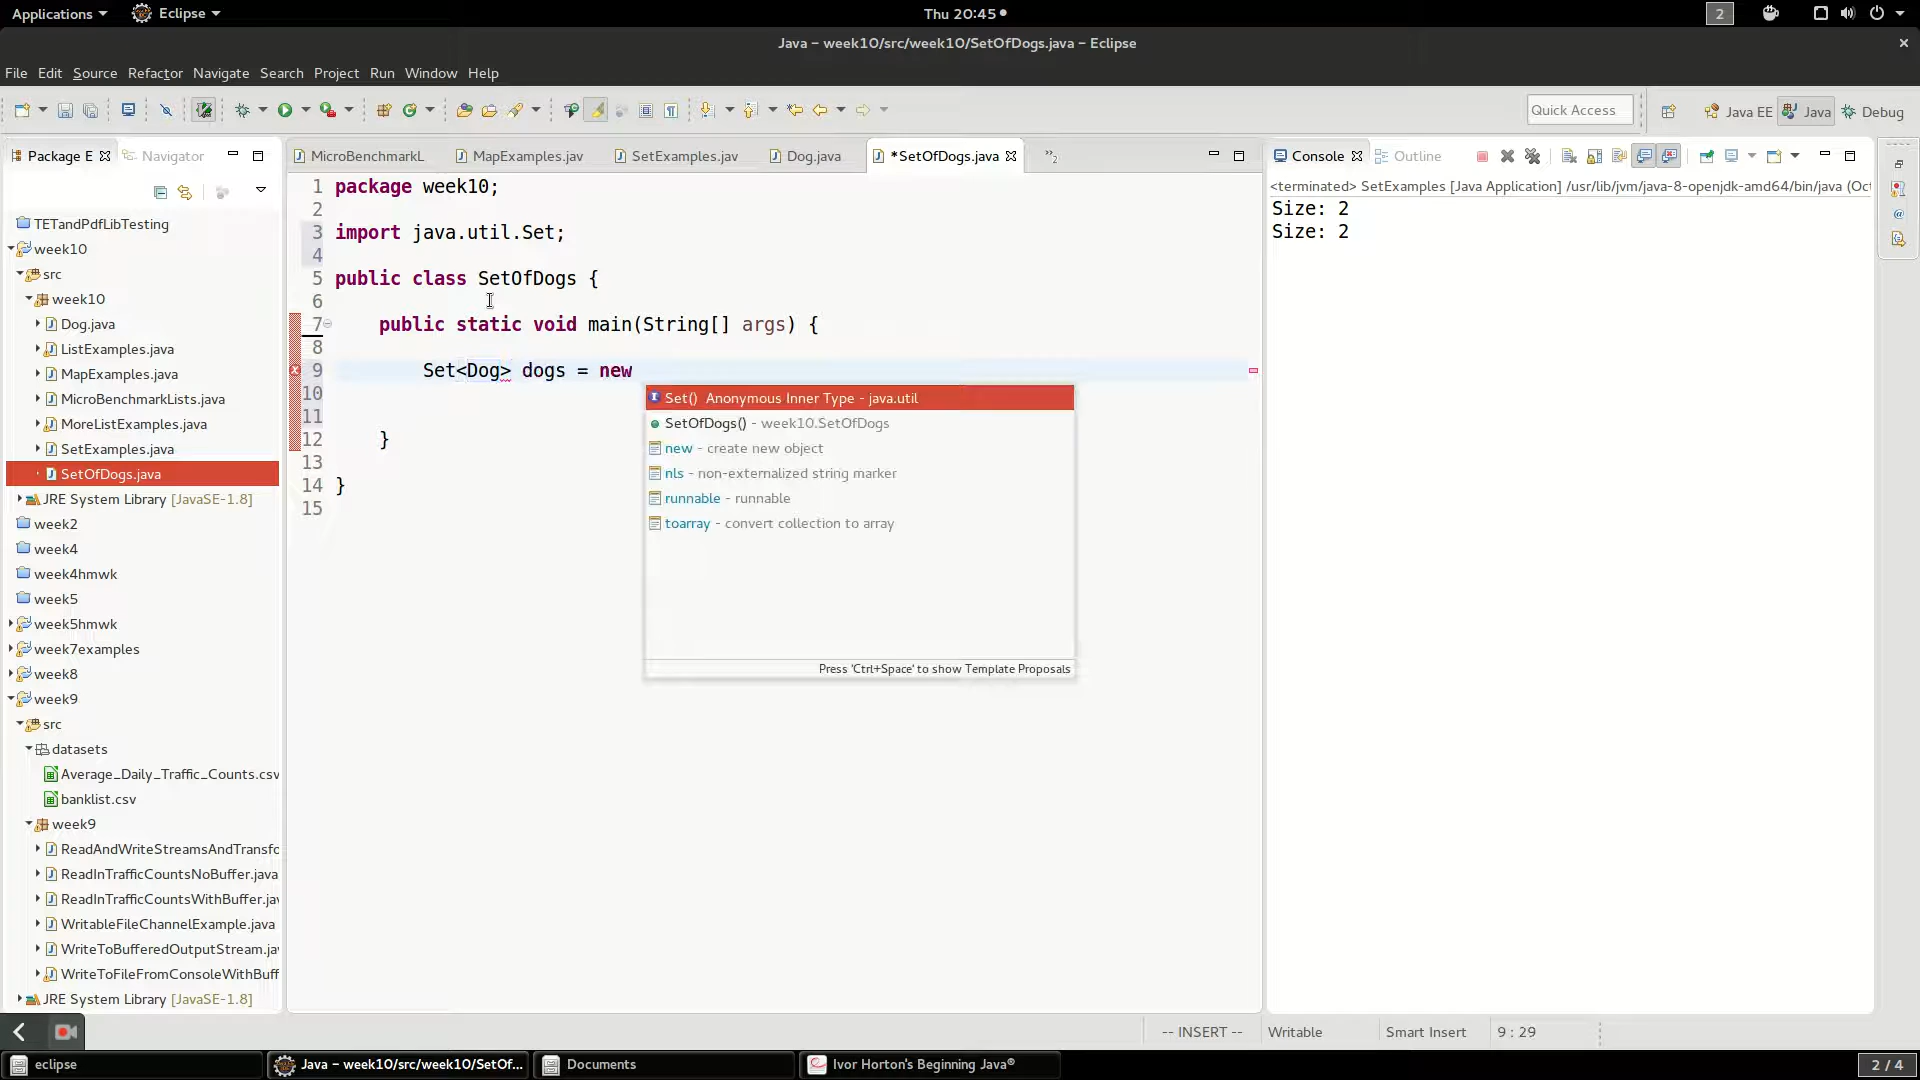 Applications
Eclipse
Thu 20:45
2
Java – week10/src/week10/SetOfDogs.java – Eclipse
File Edit Source Refactor Navigate Search Project Run Window Help
Quick Access
Java EE
Java
Debug
Package E
Navigator
MicroBenchmarkL
MapExamples.jav
SetExamples.jav
Dog.java
*SetOfDogs.java
»2
Console
Outline
<terminated> SetExamples [Java Application] /usr/lib/jvm/java-8-openjdk-amd64/bin/java (Oct
Size: 2
Size: 2
TETandPdfLibTesting
week10
src
week10
Dog.java
ListExamples.java
MapExamples.java
MicroBenchmarkLists.java
MoreListExamples.java
SetExamples.java
SetOfDogs.java
JRE System Library [JavaSE-1.8]
week2
week4
week4hmwk
week5
week5hmwk
week7examples
week8
week9
src
datasets
Average_Daily_Traffic_Counts.csv
banklist.csv
week9
ReadAndWriteStreamsAndTransfo
ReadInTrafficCountsNoBuffer.java
ReadInTrafficCountsWithBuffer.jav
WritableFileChannelExample.java
WriteToBufferedOutputStream.jav
WriteToFileFromConsoleWithBuff
JRE System Library [JavaSE-1.8]
1 package week10;
2
3 import java.util.Set;
4
5 public class SetOfDogs {
6
7 public static void main(String[] args) {
8
9 Set<Dog> dogs = new
10
11
12 }
13
14 }
15
Set() Anonymous Inner Type - java.util
SetOfDogs() - week10.SetOfDogs
new - create new object
nls - non-externalized string marker
runnable - runnable
toarray - convert collection to array
Press 'Ctrl+Space' to show Template Proposals
-- INSERT --
Writable
Smart Insert
9 : 29
eclipse
Java – week10/src/week10/SetOf...
Documents
Ivor Horton's Beginning Java®
2 / 4